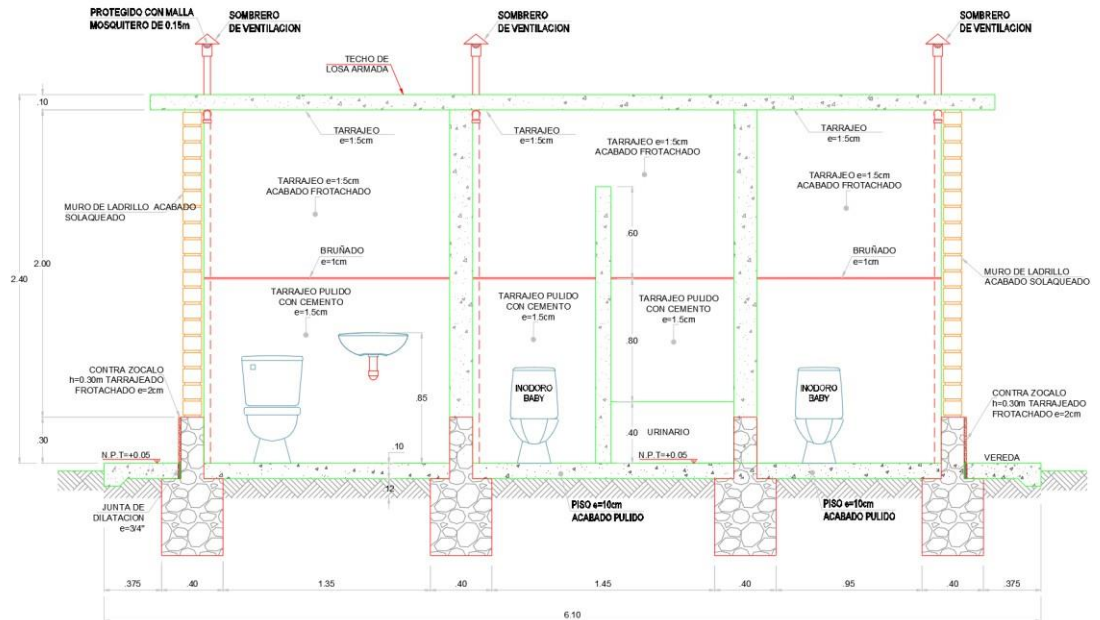 PROTEGIDO CON MALLA
MOSQUITERO DE 0.15m
SOMBRERO
DE VENTILACION
SOMBRERO
DE VENTILACION
SOMBRERO
DE VENTILACION
TECHO DE
LOSA ARMADA
.10
TARRAJEO
e=1.5cm
TARRAJEO
e=1.5cm
TARRAJEO e=1.5cm
ACABADO FROTACHADO
TARRAJEO
e=1.5cm
TARRAJEO e=1.5cm
ACABADO FROTACHADO
TARRAJEO e=1.5cm
ACABADO FROTACHADO
MURO DE LADRILLO ACABADO
SOLAQUEADO
.60
2.40
2.00
BRUÑADO
e=1cm
BRUÑADO
e=1cm
MURO DE LADRILLO
ACABADO SOLAQUEADO
TARRAJEO PULIDO
CON CEMENTO
e=1.5cm
TARRAJEO PULIDO
CON CEMENTO
e=1.5cm
TARRAJEO PULIDO
CON CEMENTO
e=1.5cm
.80
CONTRA ZOCALO
h=0.30m TARRAJEADO
FROTACHADO e=2cm
.85
INODORO
BABY
INODORO
BABY
CONTRA ZOCALO
h=0.30m TARRAJEADO
FROTACHADO e=2cm
.30
.10
.40
URINARIO
N.P.T=+0.05
N.P.T=+0.05
VEREDA
.12
JUNTA DE
DILATACION
e=3/4"
PISO e=10cm
ACABADO PULIDO
PISO e=10cm
ACABADO PULIDO
.375
.40
1.35
.40
1.45
.40
.95
.40
.375
6.10